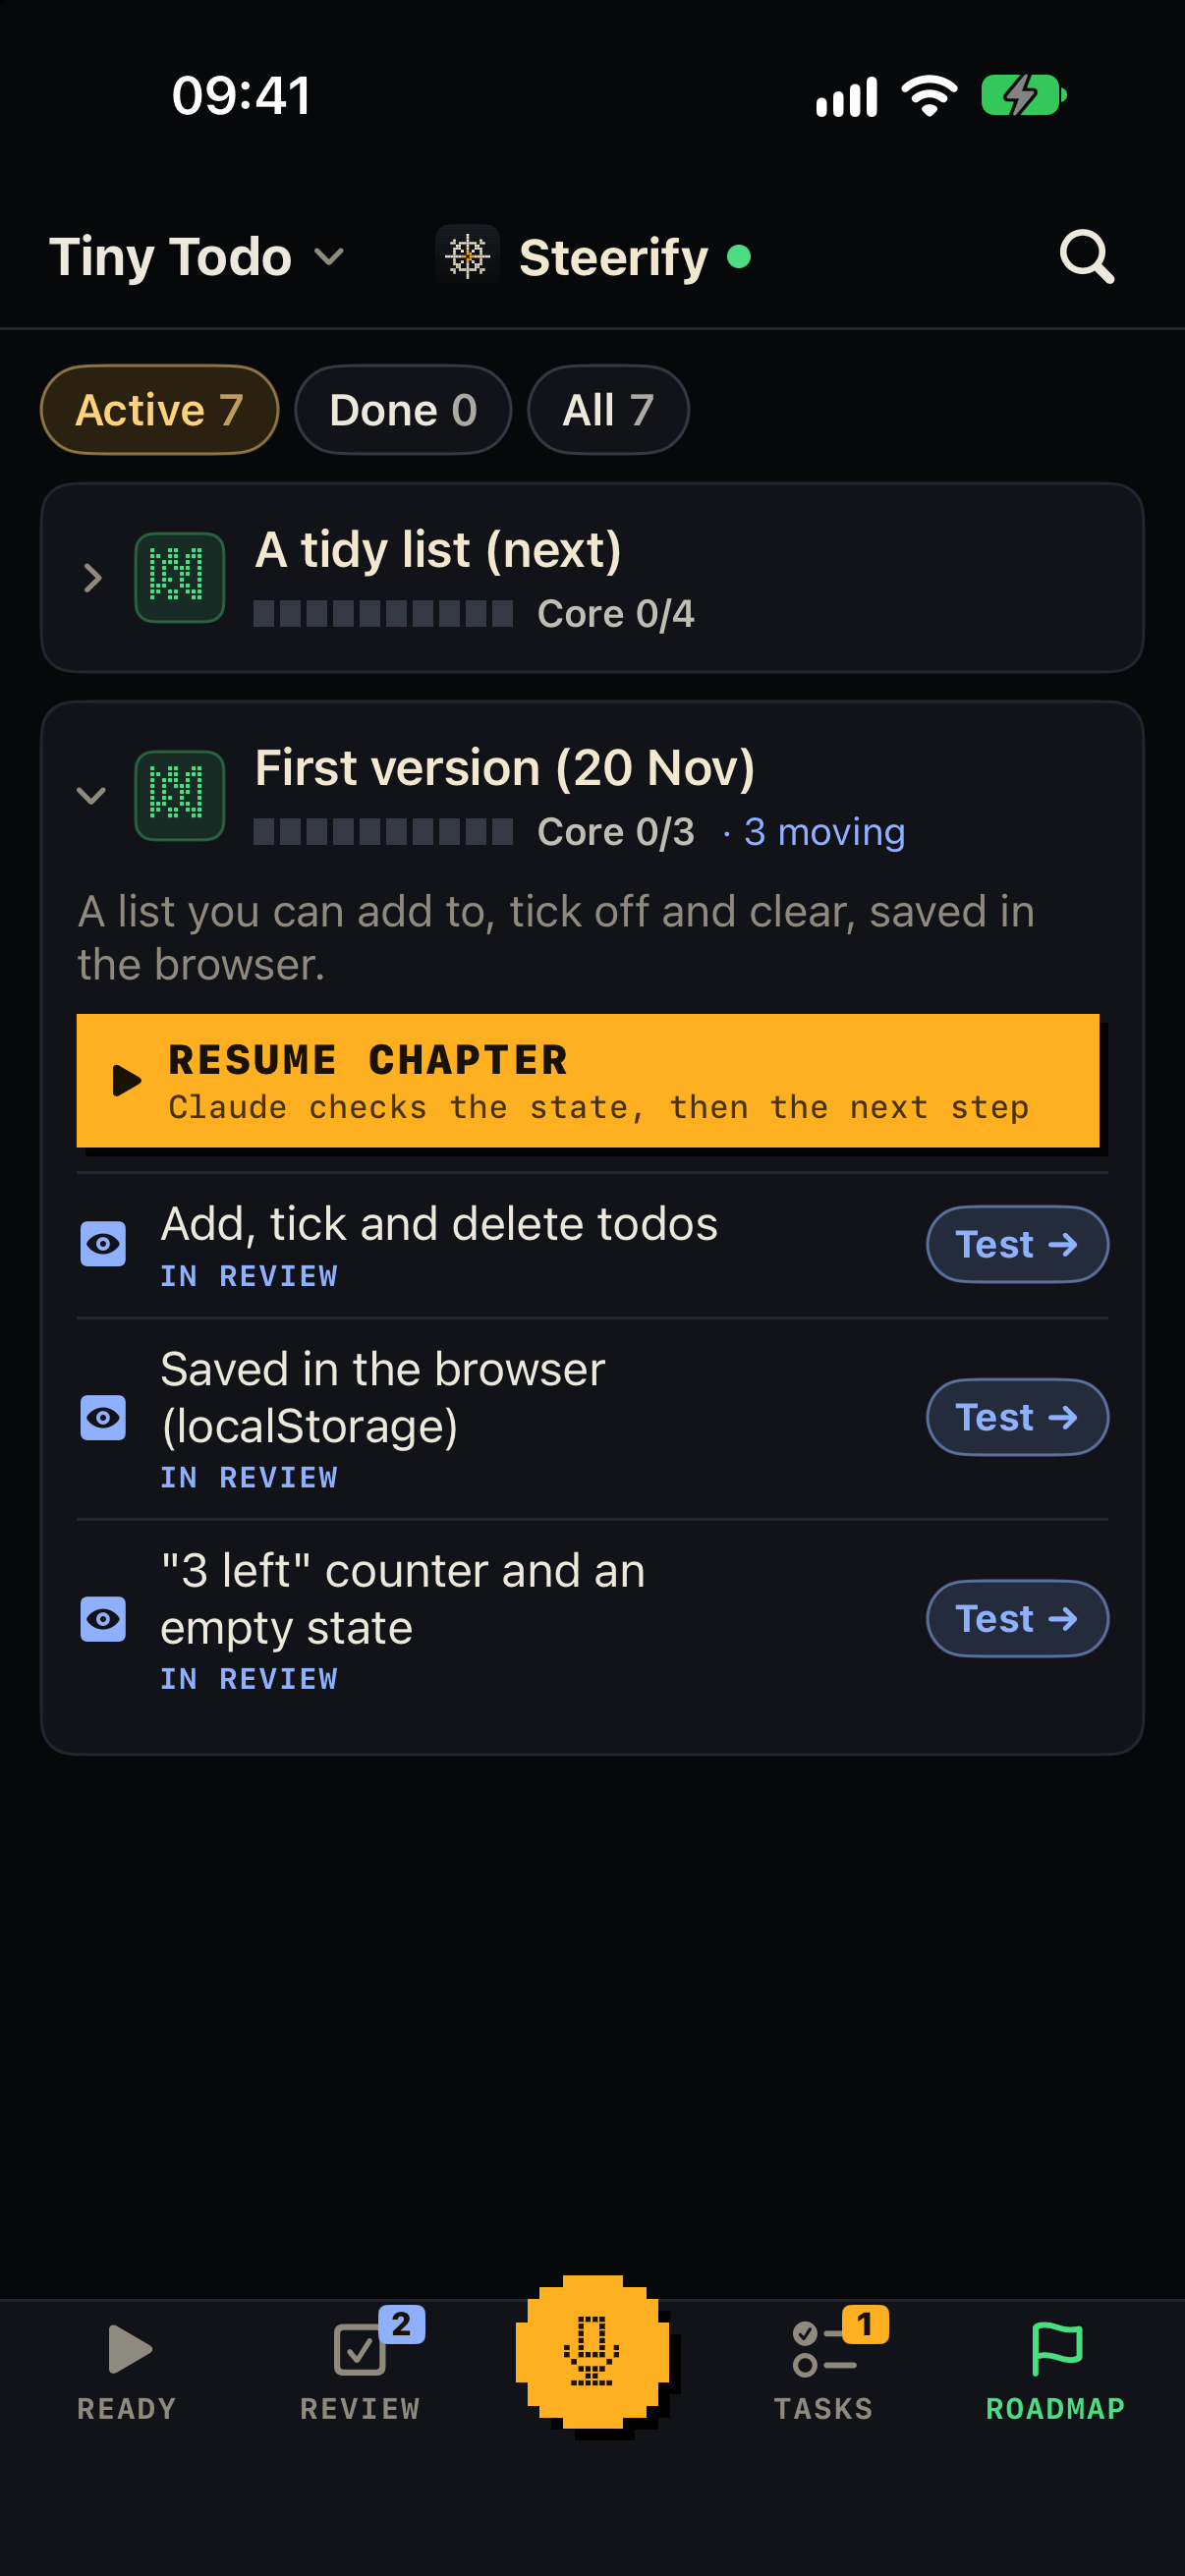 09:41
Tiny Todo
Steerify
Active 7
Done 0
All 7
A tidy list (next)
Core 0/4
First version (20 Nov)
Core 0/3 · 3 moving
A list you can add to, tick off and clear, saved in
the browser.
RESUME CHAPTER
Claude checks the state, then the next step
Add, tick and delete todos
IN REVIEW
Test →
Saved in the browser
(localStorage)
IN REVIEW
Test →
"3 left" counter and an
empty state
IN REVIEW
Test →
READY
2
REVIEW
1
TASKS
ROADMAP